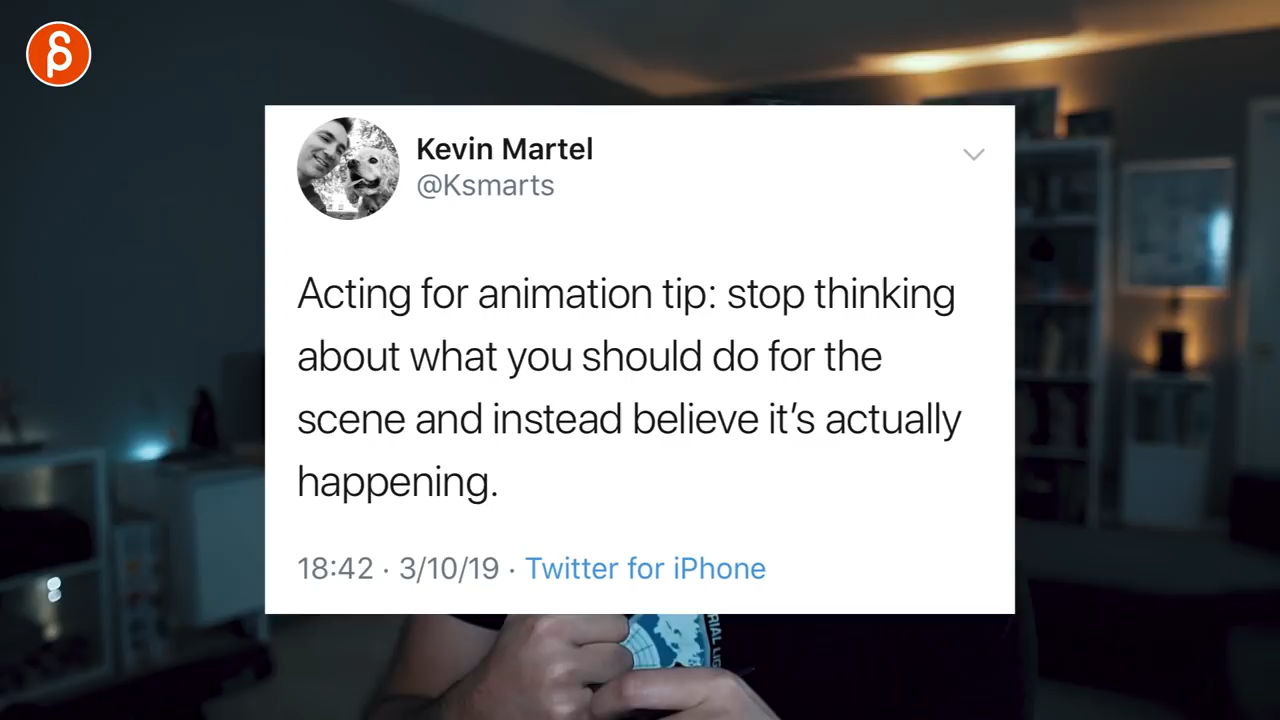 Kevin Martel
@Ksmarts
Acting for animation tip: stop thinking
about what you should do for the
scene and instead believe it's actually
happening.
18:42 · 3/10/19 · Twitter for iPhone